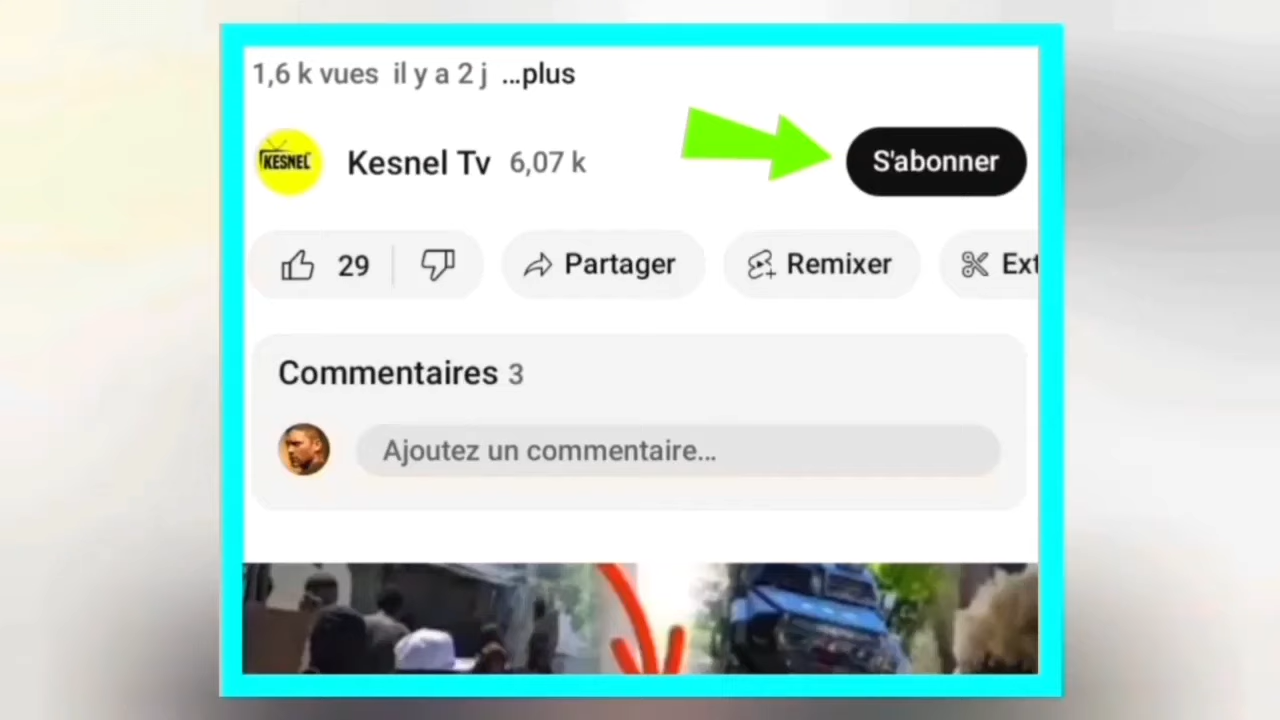 1,6 k vues il y a 2 j ...plus
KESNEL
Kesnel Tv 6,07 k
S'abonner
29
Partager
Remixer
Ext
Commentaires 3
Ajoutez un commentaire...